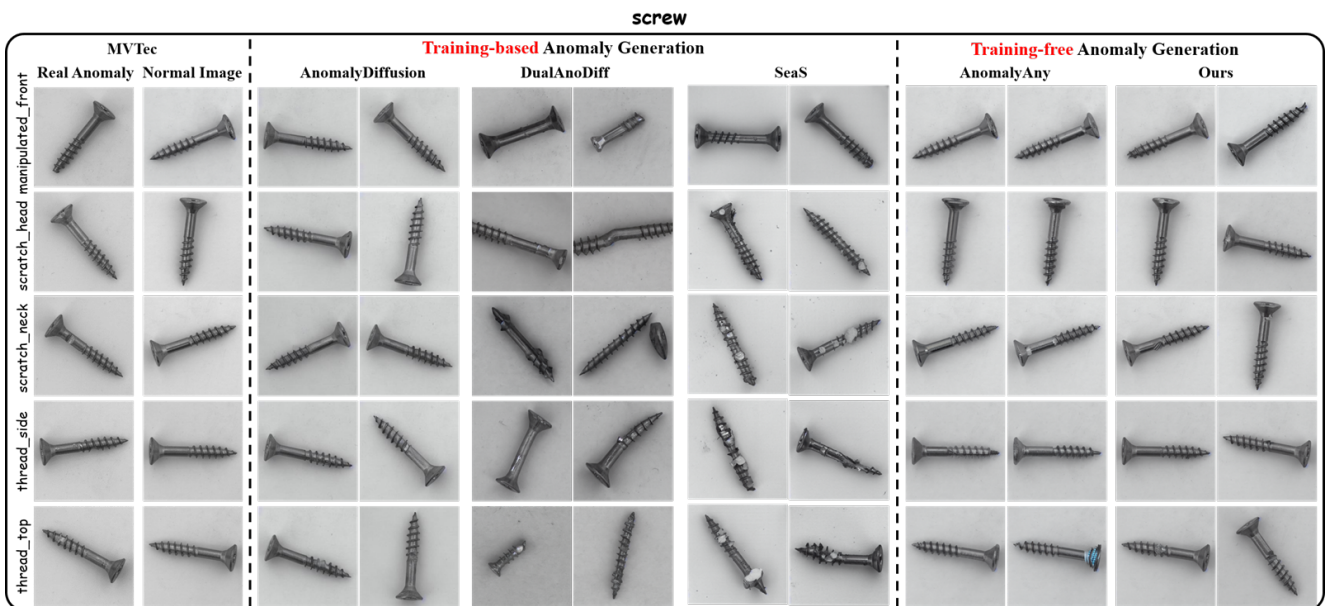 screw
MVTec
Training-based Anomaly Generation
Training-free Anomaly Generation
Real Anomaly Normal Image
AnomalyDiffusion
DualAnoDiff
SeaS
AnomalyAny
Ours
manipulated_front
scratch_head
scratch_neck
thread_side
thread_top